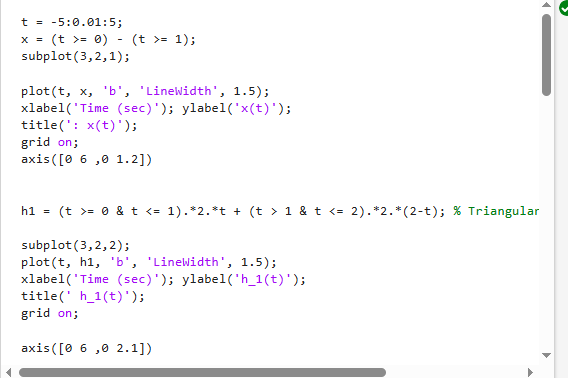 t = -5:0.01:5;
x = (t >= 0) - (t >= 1);
subplot(3,2,1);
plot(t, x, 'b', 'LineWidth', 1.5);
xlabel('Time (sec)'); ylabel('x(t)');
title(': x(t)');
grid on;
axis([0 6 ,0 1.2])
h1 = (t >= 0 & t <= 1).*2.*t + (t > 1 & t <= 2).*2.*(2-t); % Triangular
subplot(3,2,2);
plot(t, h1, 'b', 'LineWidth', 1.5);
xlabel('Time (sec)'); ylabel('h_1(t)');
title(' h_1(t)');
grid on;
axis([0 6 ,0 2.1])